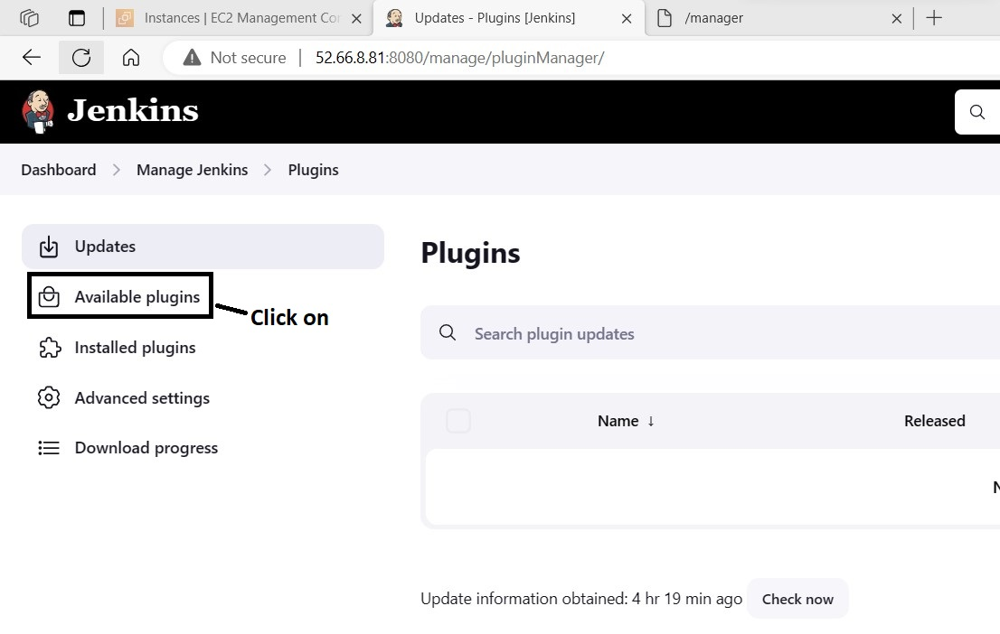 Instances | EC2 Management Con
Updates - Plugins [Jenkins]
/manager
Not secure | 52.66.8.81:8080/manage/pluginManager/
Jenkins
Dashboard > Manage Jenkins > Plugins
Updates
Available plugins
Click on
Installed plugins
Advanced settings
Download progress
Plugins
Search plugin updates
Name ↓ Released
N
Update information obtained: 4 hr 19 min ago Check now